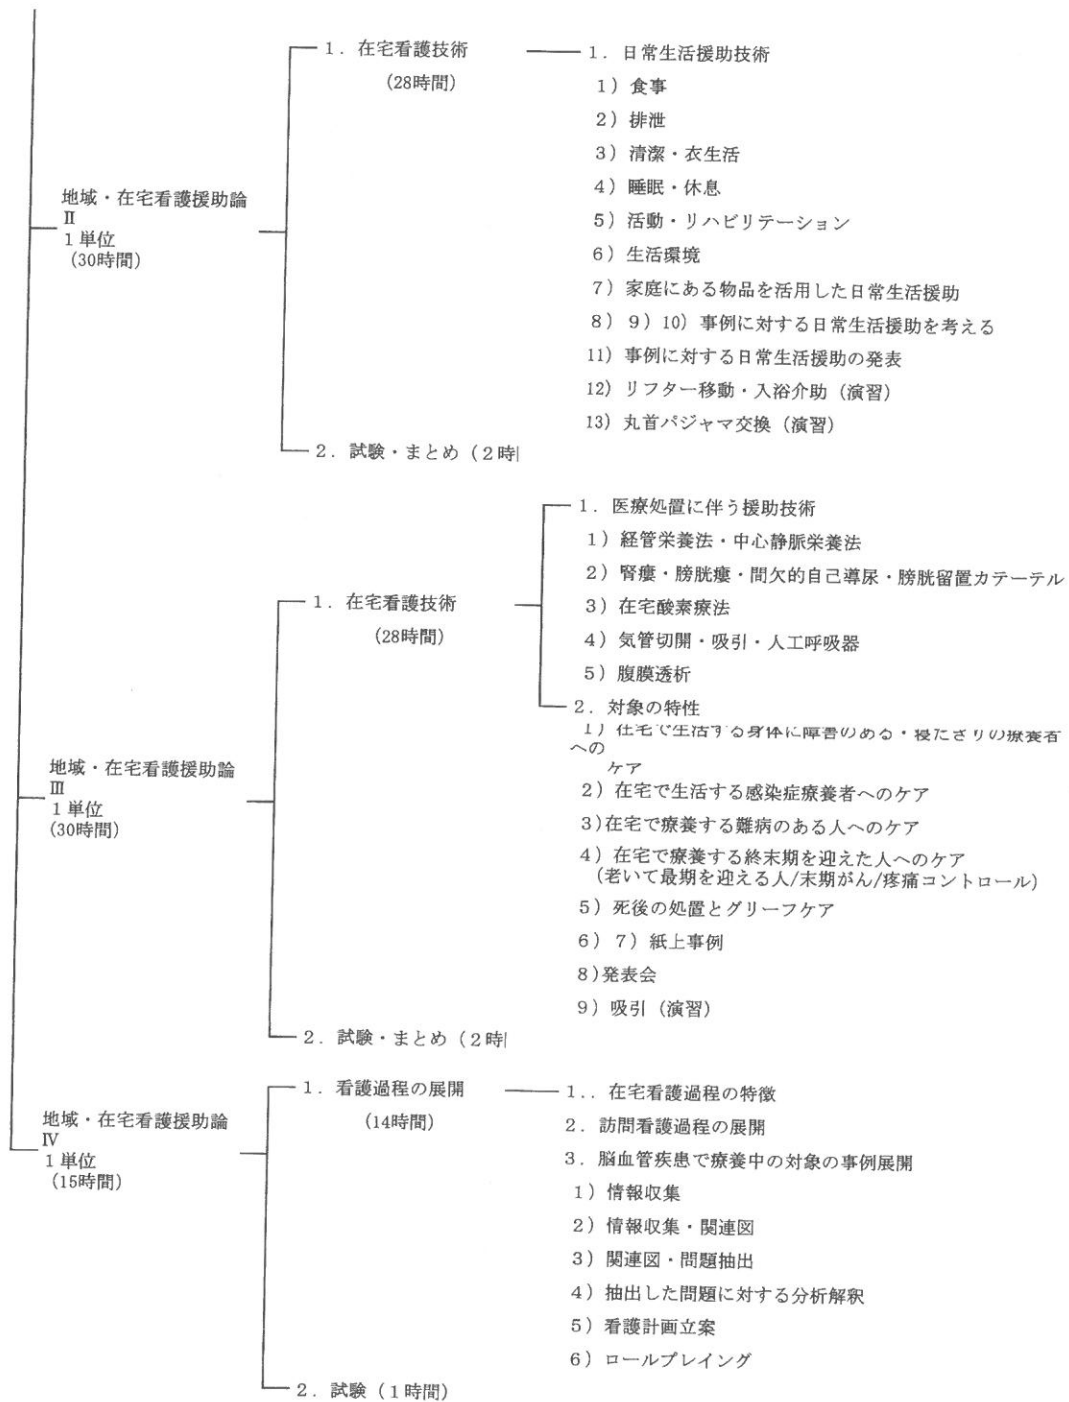 地域・在宅看護援助論
Ⅱ
1単位
(30時間)
1. 在宅看護技術
(28時間)
1. 日常生活援助技術
1) 食事
2) 排泄
3) 清潔・衣生活
4) 睡眠・休息
5) 活動・リハビリテーション
6) 生活環境
7) 家庭にある物品を活用した日常生活援助
8) 9) 10) 事例に対する日常生活援助を考える
11) 事例に対する日常生活援助の発表
12) リフター移動・入浴介助 (演習)
13) 丸首パジャマ交換 (演習)
2. 試験・まとめ (2時
地域・在宅看護援助論
Ⅲ
1単位
(30時間)
1. 在宅看護技術
(28時間)
1. 医療処置に伴う援助技術
1) 経管栄養法・中心静脈栄養法
2) 腎瘻・膀胱瘻・間欠的自己導尿・膀胱留置カテーテル
3) 在宅酸素療法
4) 気管切開・吸引・人工呼吸器
5) 腹膜透析
2. 対象の特性
1) 在宅で生活する身体に障害のある・寝たきりの療養者
への
ケア
2) 在宅で生活する感染症療養者へのケア
3)在宅で療養する難病のある人へのケア
4) 在宅で療養する終末期を迎えた人へのケア
(老いて最期を迎える人/末期がん/疼痛コントロール)
5) 死後の処置とグリーフケア
6) 7) 紙上事例
8)発表会
9) 吸引 (演習)
2. 試験・まとめ (2時
地域・在宅看護援助論
Ⅳ
1単位
(15時間)
1. 看護過程の展開
(14時間)
1.. 在宅看護過程の特徴
2. 訪問看護過程の展開
3. 脳血管疾患で療養中の対象の事例展開
1) 情報収集
2) 情報収集・関連図
3) 関連図・問題抽出
4) 抽出した問題に対する分析解釈
5) 看護計画立案
6) ロールプレイング
2. 試験 (1時間)